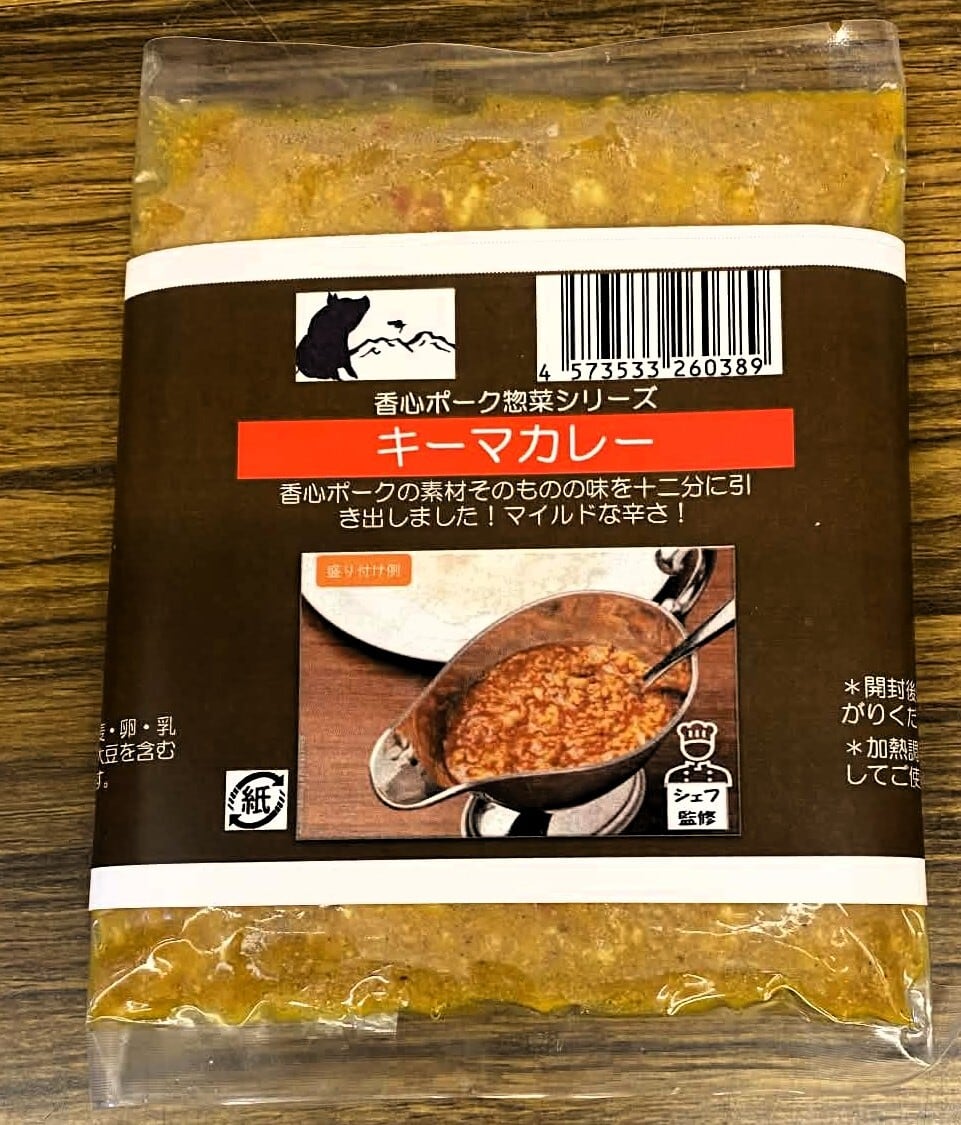 4 573533 260389
香心ポーク惣菜シリーズ
キーマカレー
香心ポークの素材そのものの味を十二分に引
き出しました！マイルドな辛さ！
盛り付け例
シェフ
監修
紙
・卵・乳
大豆を含む
す。
＊開封後
がりくだ
＊加熱調
してご使